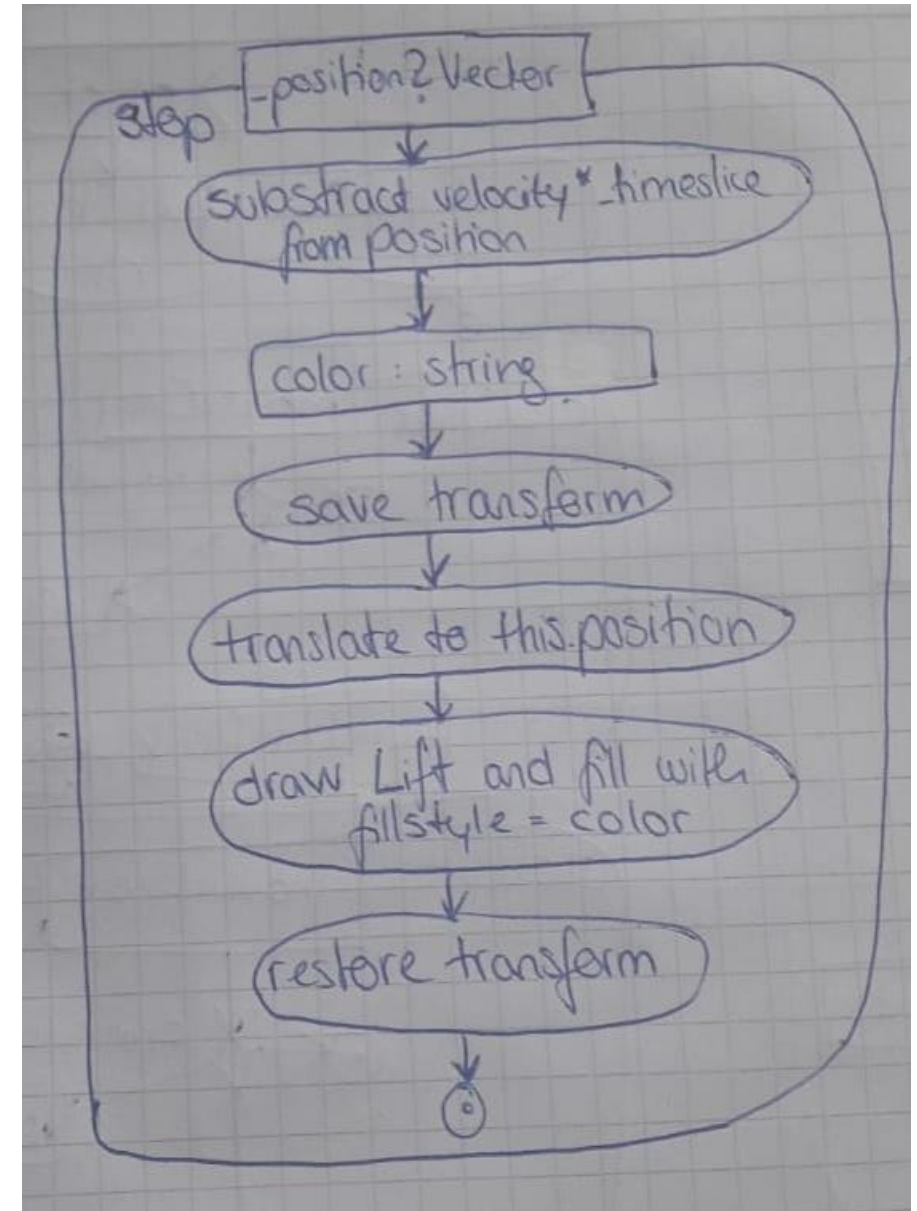 _position?Vector
step
substract velocity*_timeslice
from position
color : string
save transform
translate to this.position
draw Lift and fill with
fillstyle = color
restore transform